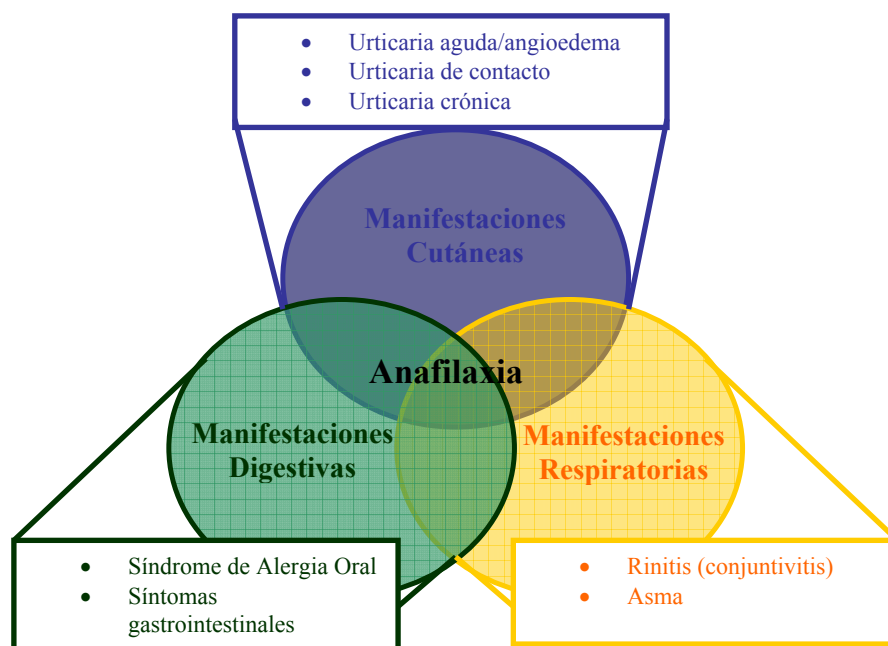 • Urticaria aguda/angioedema
• Urticaria de contacto
• Urticaria crónica
Manifestaciones
Cutáneas
Anafilaxia
Manifestaciones
Digestivas
Manifestaciones
Respiratorias
• Síndrome de Alergia Oral
• Síntomas
gastrointestinales
• Rinitis (conjuntivitis)
• Asma